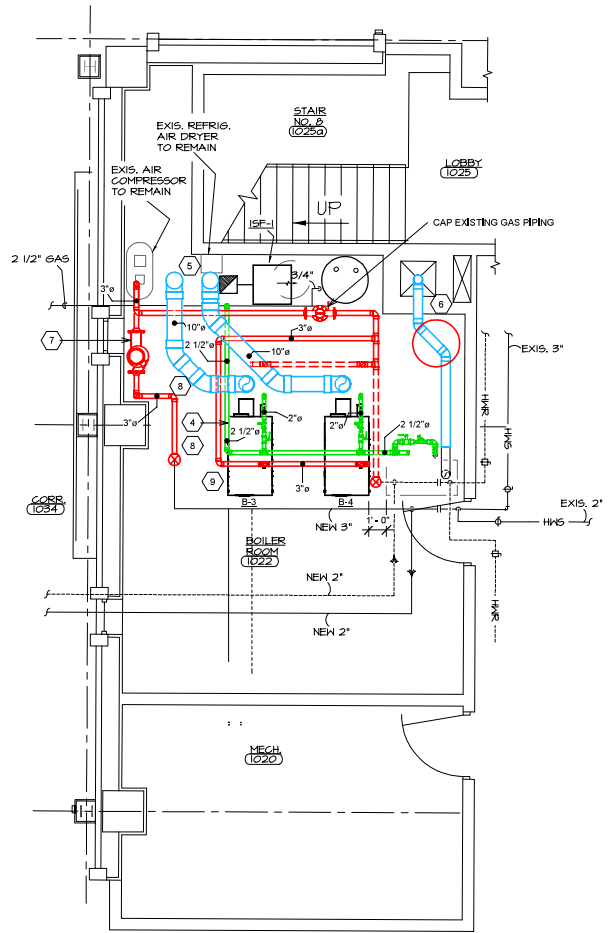 STAIR
NO. 8
1025a
EXIS. REFRIG.
AIR DRYER
TO REMAIN
LOBBY
1025
EXIS. AIR
COMPRESSOR
TO REMAIN
UP
ISF-1
CAP EXISTING GAS PIPING
2 1/2" GAS
3/4"
5
6
3"ø
7
10"ø
3"ø
2 1/2"ø
10"ø
EXIS. 3"
HWR
HWS
8
3"ø
4
2"ø
2"ø
2 1/2"ø
2 1/2"ø
8
9
3"ø
B-3
B-4
1' - 0"
CORR.
1034
NEW 3"
EXIS. 2"
HWS
BOILER
ROOM
1022
NEW 2"
HWR
NEW 2"
MECH.
1020